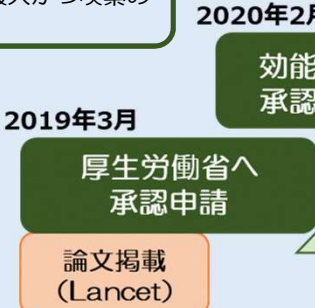 2020年2月
効能
承認
2019年3月
厚生労働省へ
承認申請
論文掲載
(Lancet)